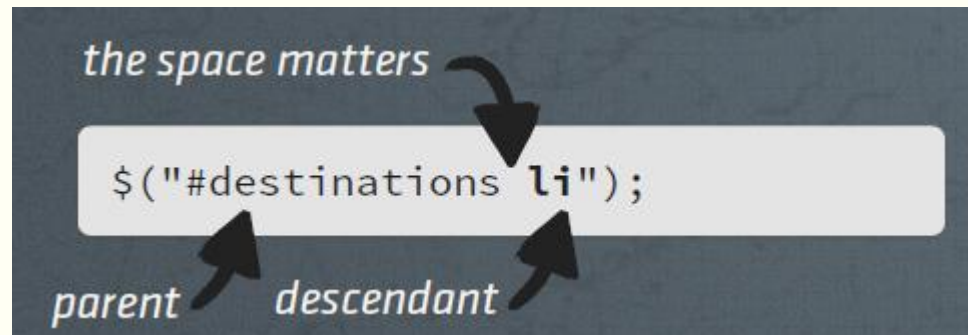 the space matters
$("#destinations li");
parent descendant